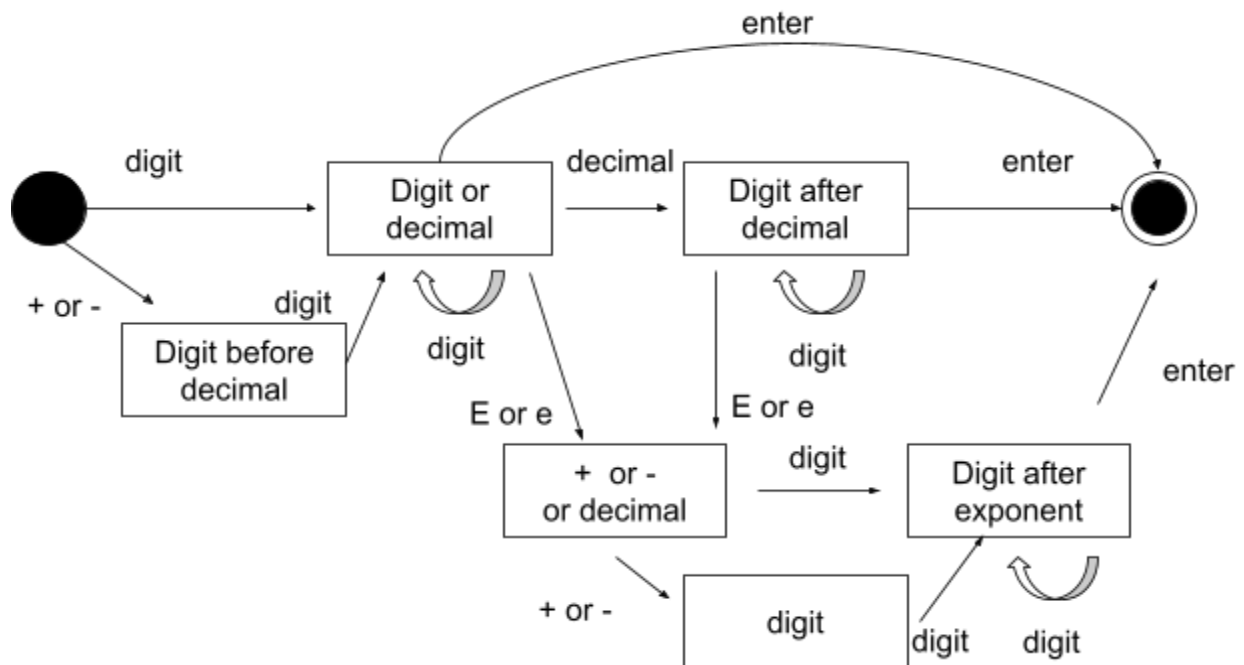 enter
digit
decimal
enter
Digit or
decimal
Digit after
decimal
+ or -
digit
digit
digit
Digit before
decimal
enter
E or e
E or e
+ or -
or decimal
digit
Digit after
exponent
+ or -
digit
digit
digit